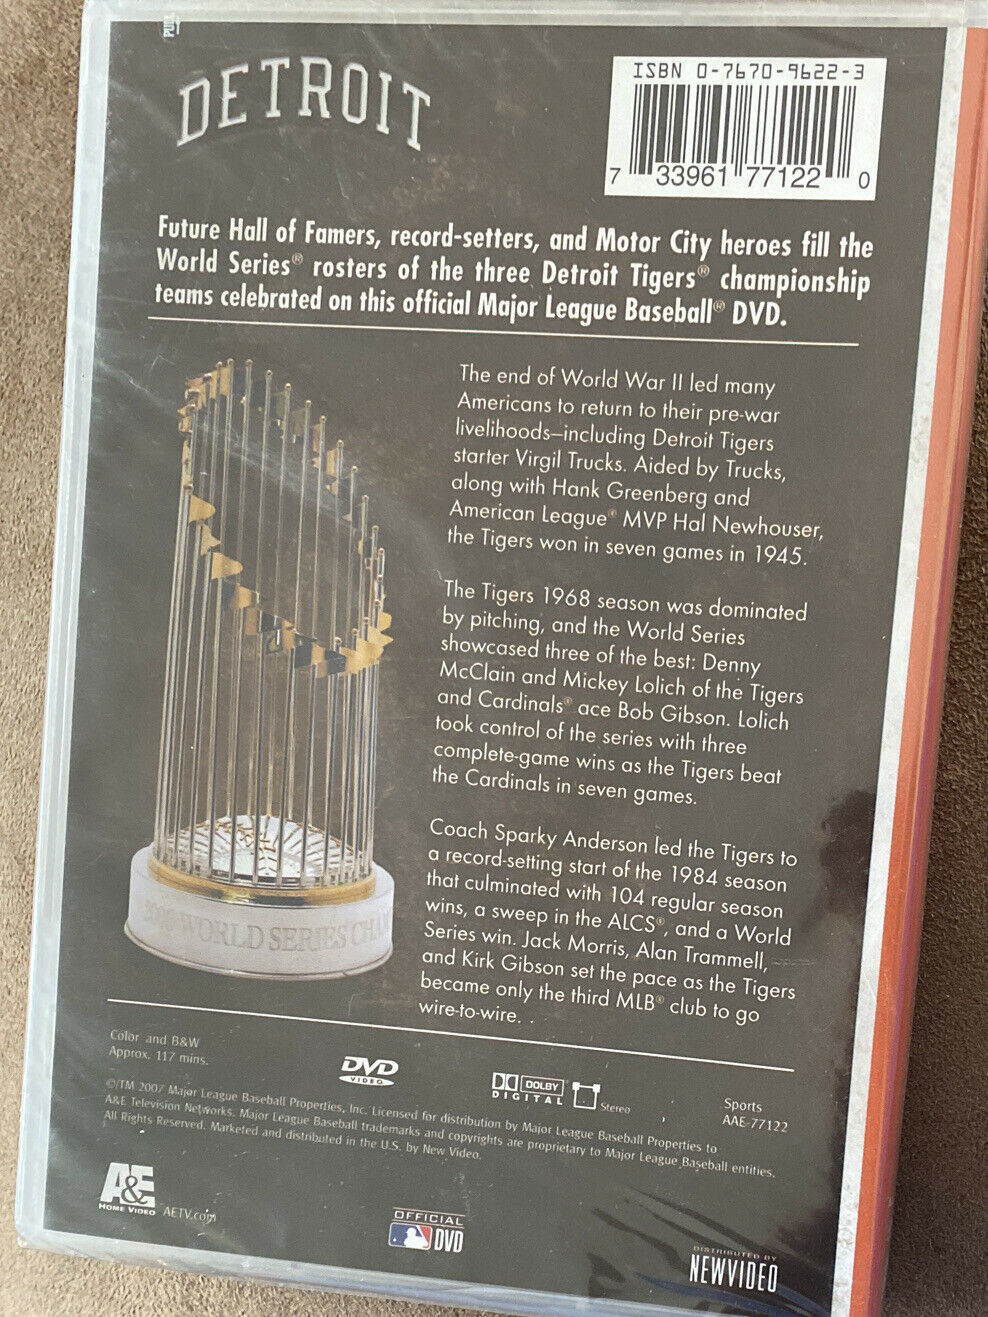 DETROIT
ISBN 0-7670-9622-3
7 33961 77122 0
Future Hall of Famers, record-setters, and Motor City heroes fill the
World Series® rosters of the three Detroit Tigers® championship
teams celebrated on this official Major League Baseball® DVD.
The end of World War II led many
Americans to return to their pre-war
livelihoods—including Detroit Tigers
starter Virgil Trucks. Aided by Trucks,
along with Hank Greenberg and
American League® MVP Hal Newhouser,
the Tigers won in seven games in 1945.
The Tigers 1968 season was dominated
by pitching, and the World Series
showcased three of the best: Denny
McClain and Mickey Lolich of the Tigers
and Cardinals® ace Bob Gibson. Lolich
took control of the series with three
complete-game wins as the Tigers beat
the Cardinals in seven games.
Coach Sparky Anderson led the Tigers to
a record-setting start of the 1984 season
that culminated with 104 regular season
wins, a sweep in the ALCS®, and a World
Series win. Jack Morris, Alan Trammell,
and Kirk Gibson set the pace as the Tigers
became only the third MLB® club to go
wire-to-wire.
WORLD SERIES CHAM
Color and B&W
Approx. 117 mins.
DVD
VIDEO
DOLBY
DIGITAL
Stereo
Sports
AAE-77122
©/TM 2007 Major League Baseball Properties, Inc. Licensed for distribution by Major League Baseball Properties to
A&E Television Networks. Major League Baseball trademarks and copyrights are proprietary to Major League Baseball entities.
All Rights Reserved. Marketed and distributed in the U.S. by New Video.
A&E
HOME VIDEO AETV.com
OFFICIAL
DVD
DISTRIBUTED BY
NEWVIDEO